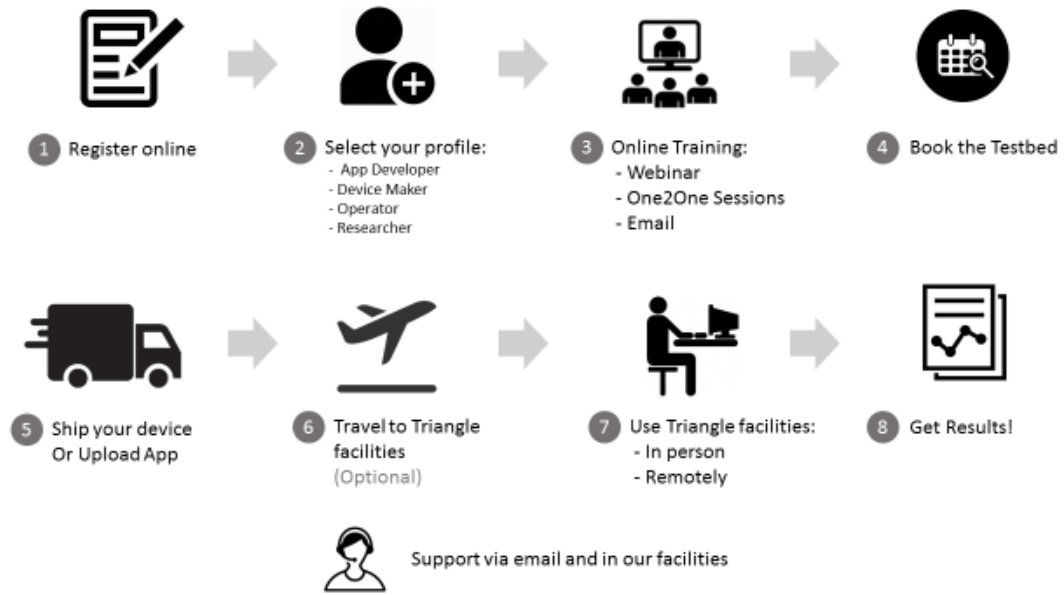 1 Register online
2 Select your profile:
- App Developer
- Device Maker
- Operator
- Researcher
3 Online Training:
- Webinar
- One2One Sessions
- Email
4 Book the Testbed
5 Ship your device
Or Upload App
6 Travel to Triangle
facilities
(Optional)
7 Use Triangle facilities:
- In person
- Remotely
8 Get Results!
Support via email and in our facilities